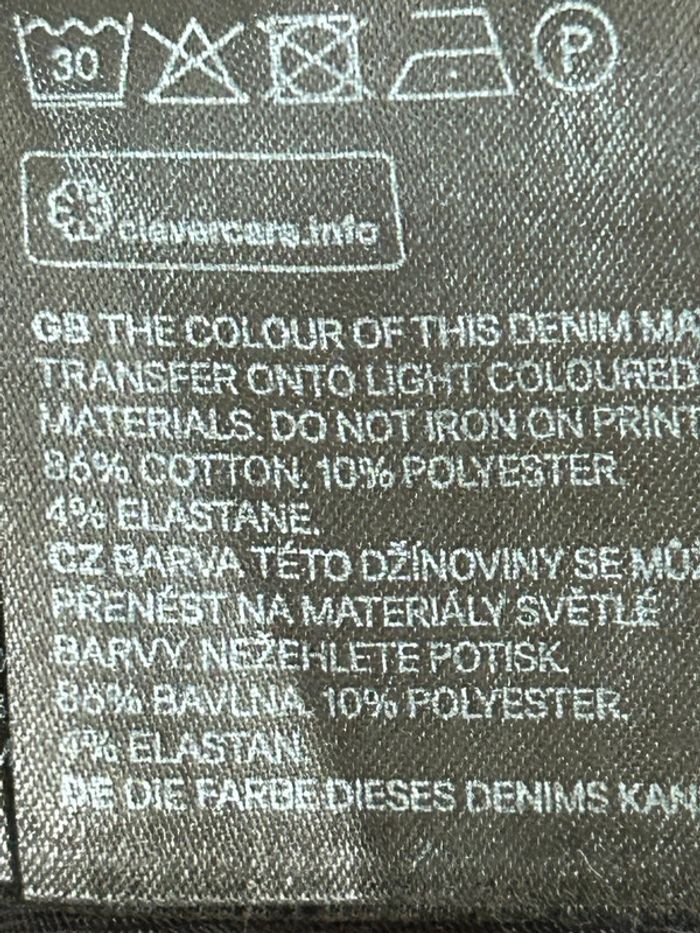 30
P
clevercare.info
GB THE COLOUR OF THIS DENIM MA
TRANSFER ONTO LIGHT COLOURED
MATERIALS. DO NOT IRON ON PRINT
86% COTTON, 10% POLYESTER,
4% ELASTANE.
CZ BARVA TÉTO DŽÍNOVINY SE MŮŽ
PŘENÉST NA MATERIÁLY SVĚTLÉ
BARVY. NEŽEHLETE POTISK.
86% BAVLNA, 10% POLYESTER,
4% ELASTAN.
DE DIE FARBE DIESES DENIMS KAN